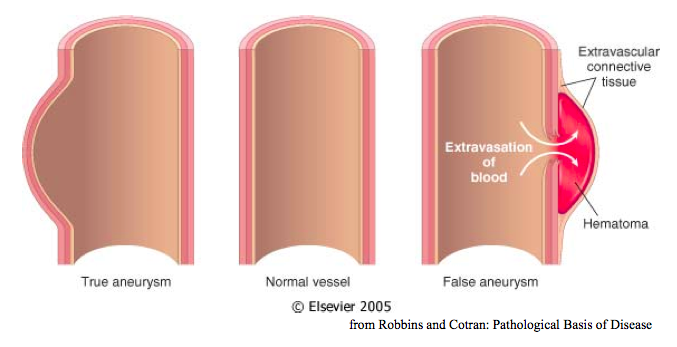 Extravascular
connective
tissue
Extravasation
of
blood
Hematoma
True aneurysm
Normal vessel
False aneurysm
© Elsevier 2005
from Robbins and Cotran: Pathological Basis of Disease